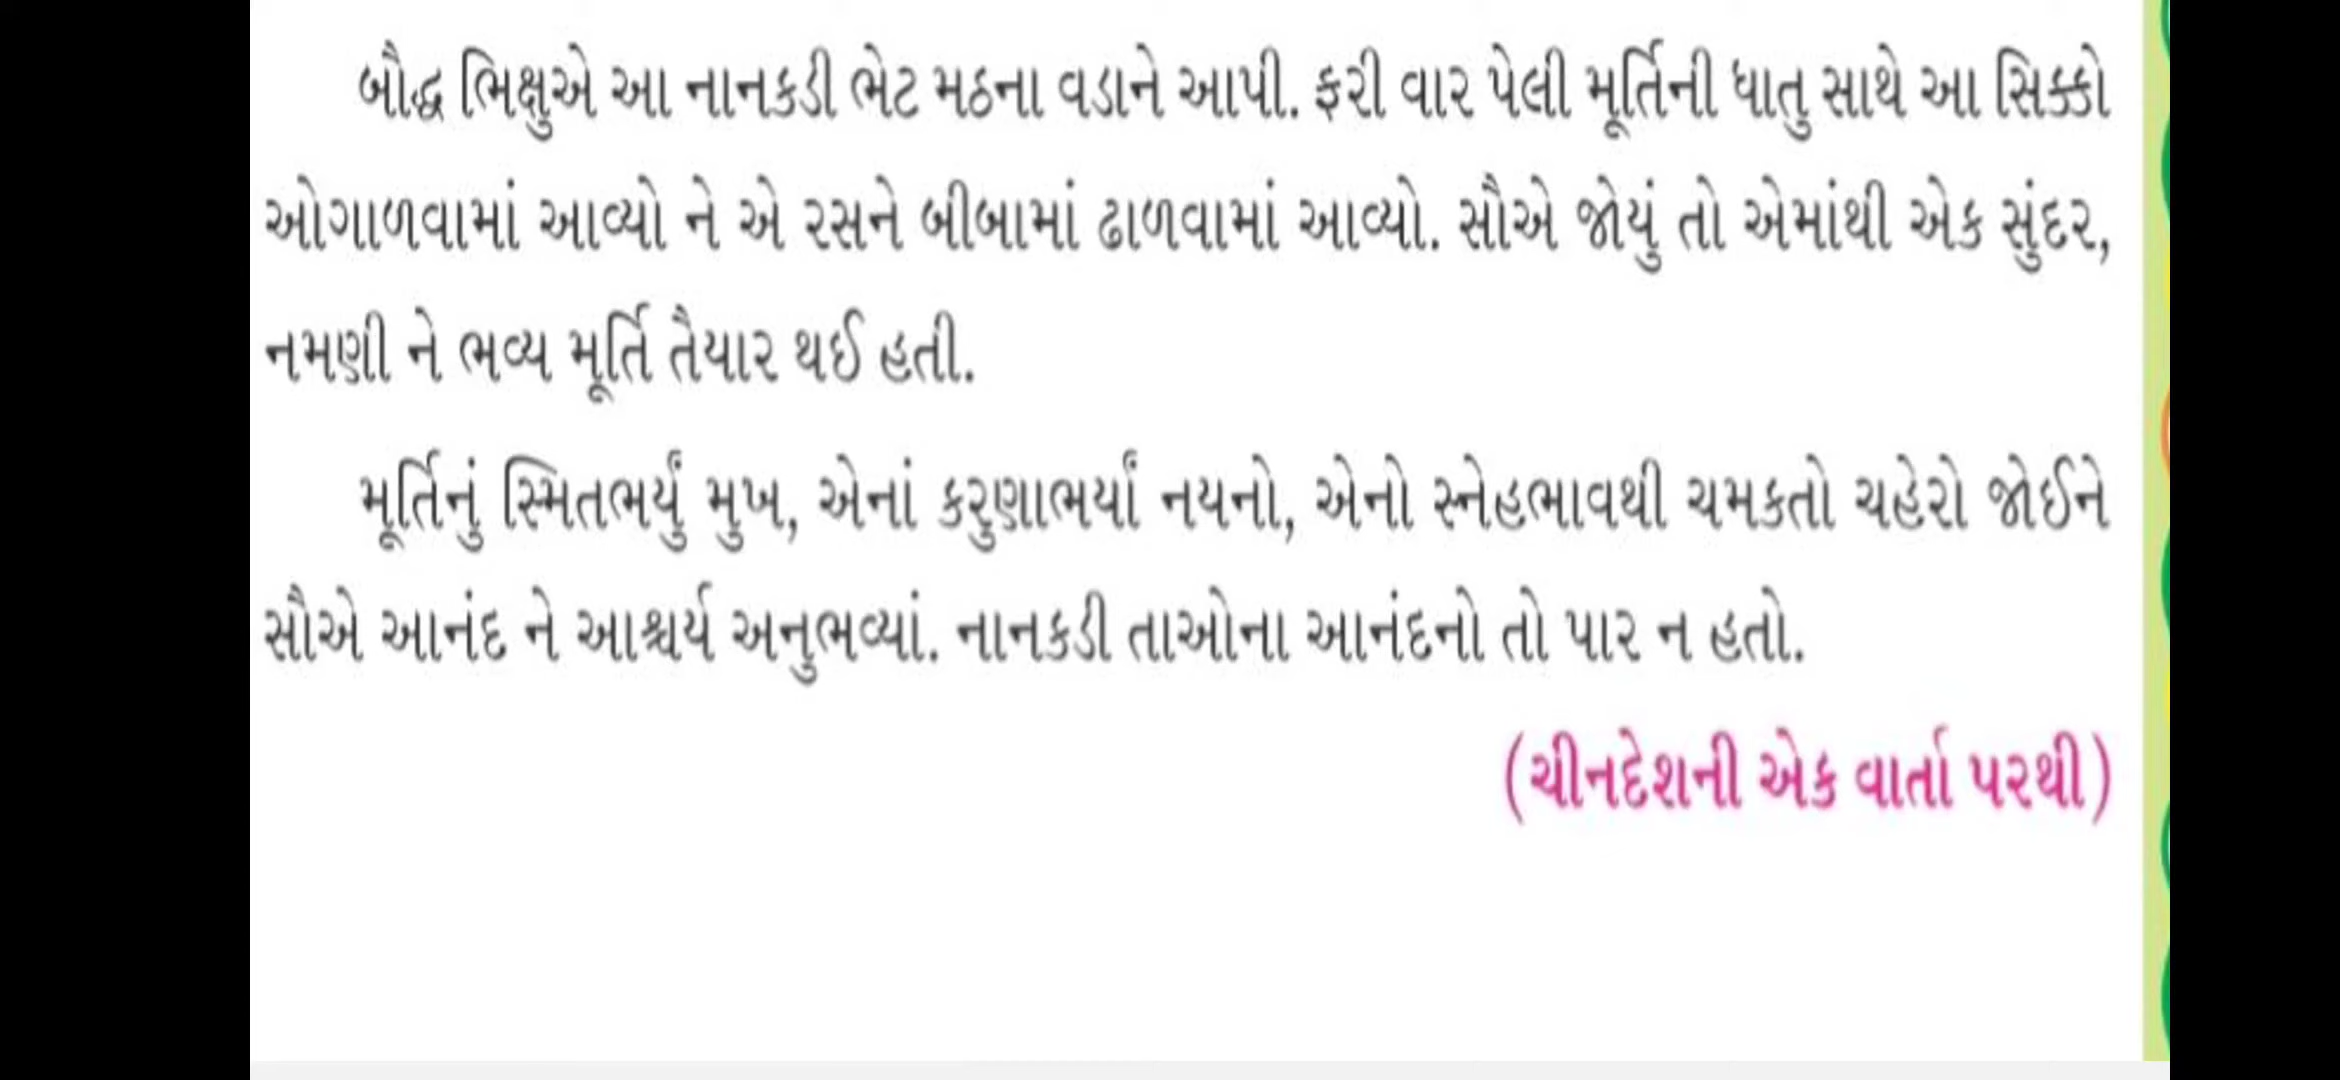 બૌદ્ધ ભિક્ષુએ આ નાનકડી ભેટ મઠના વડાને આપી. ફરી વાર પેલી મૂર્તિની ધાતુ સાથે આ સિક્કો
ઓગાળવામાં આવ્યો ને એ રસને બીબામાં ઢાળવામાં આવ્યો. સૌએ જોયું તો એમાંથી એક સુંદર,
નમણી ને ભવ્ય મૂર્તિ તૈયાર થઈ હતી.
મૂર્તિનું સ્મિતભર્યું મુખ, એનાં કરુણાભર્યાં નયનો, એનો સ્નેહભાવથી ચમકતો ચહેરો જોઈને
સૌએ આનંદ ને આશ્ચર્ય અનુભવ્યાં. નાનકડી તાઓના આનંદનો તો પાર ન હતો.
(ચીનદેશની એક વાર્તા પરથી)